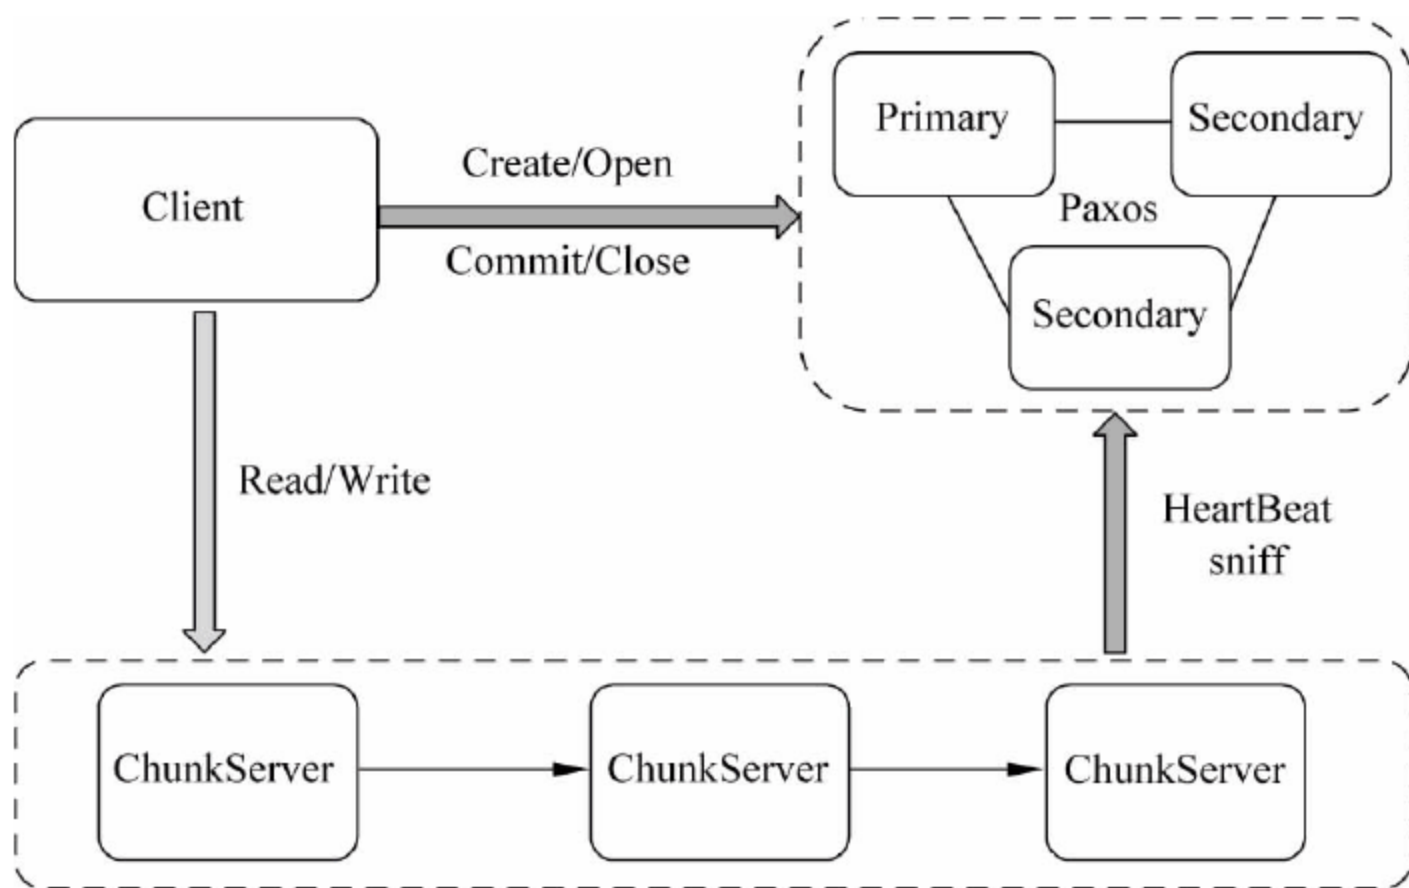 Primary
Secondary
Client
Create/Open
Paxos
Commit/Close
Secondary
Read/Write
HeartBeat
sniff
ChunkServer
ChunkServer
ChunkServer